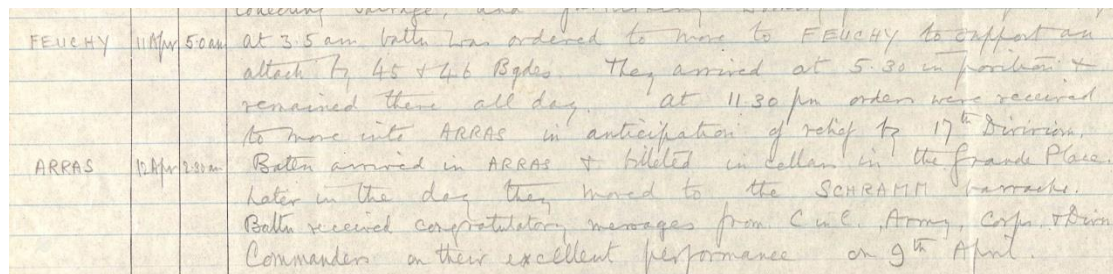 collecting salvage, and
FEUCHY 11 Apr 5.0 am at 3.5 am battn was ordered to move to FEUCHY to support an
attack by 45 & 46 Bgdes. They arrived at 5.30 in position &
remained there all day. At 11.30 pm orders were received
to move into ARRAS in anticipation of relief by 17th Division.
ARRAS 12 Apr 2.30 am Battn arrived in ARRAS & billeted in cellars in the Grande Place.
Later in the day they moved to the SCHRAMM barracks.
Battn received congratulatory messages from C in C., Army, Corps, & Divn
Commanders on their excellent performance on 9th April.